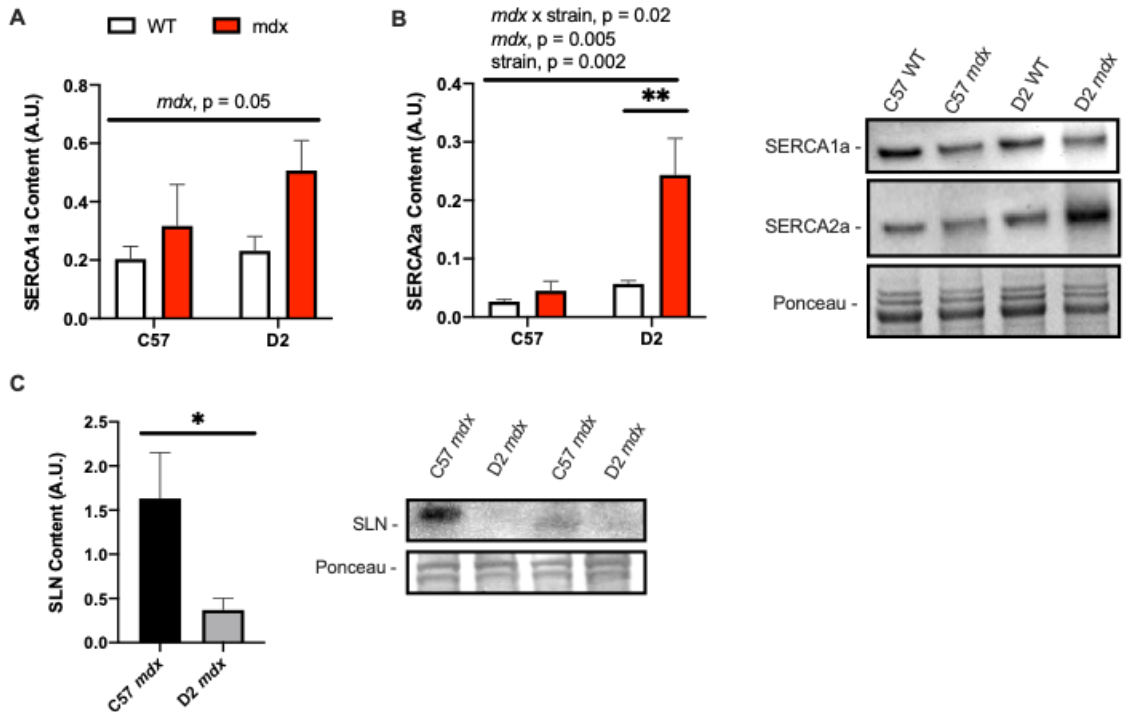 A
WT
mdx
SERCA1a Content (A.U.)
0.8
0.6
0.4
0.2
0.0
mdx, p = 0.05
C57
D2
B
mdx x strain, p = 0.02
mdx, p = 0.005
strain, p = 0.002
SERCA2a Content (A.U.)
0.4
0.3
0.2
0.1
0.0
**
C57
D2
C57 WT
C57 mdx
D2 WT
D2 mdx
SERCA1a -
SERCA2a -
Ponceau -
C
SLN Content (A.U.)
2.5
2.0
1.5
1.0
0.5
0.0
*
C57 mdx
D2 mdx
C57 mdx
D2 mdx
C57 mdx
D2 mdx
SLN -
Ponceau -